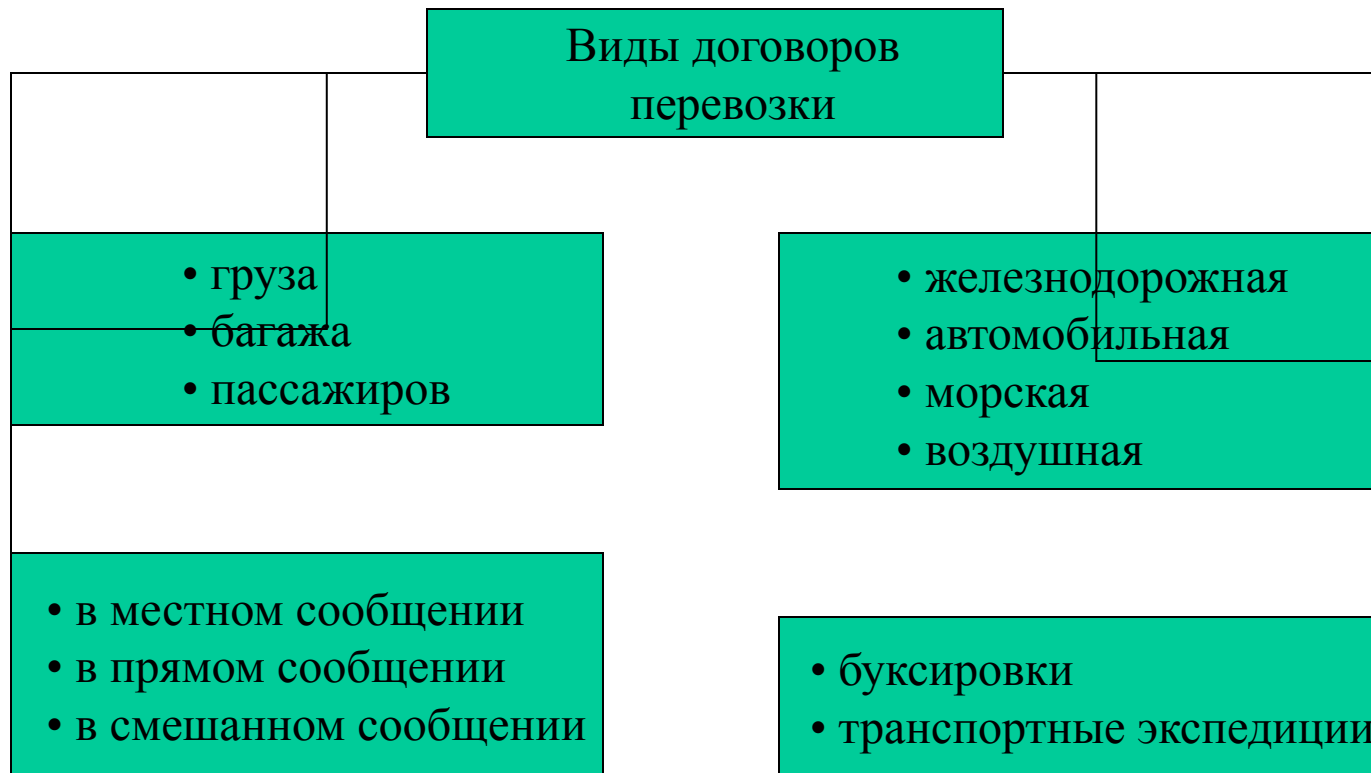 Виды договоров
перевозки
• груза
• багажа
• пассажиров
• железнодорожная
• автомобильная
• морская
• воздушная
• в местном сообщении
• в прямом сообщении
• в смешанном сообщении
• буксировки
• транспортные экспедиции